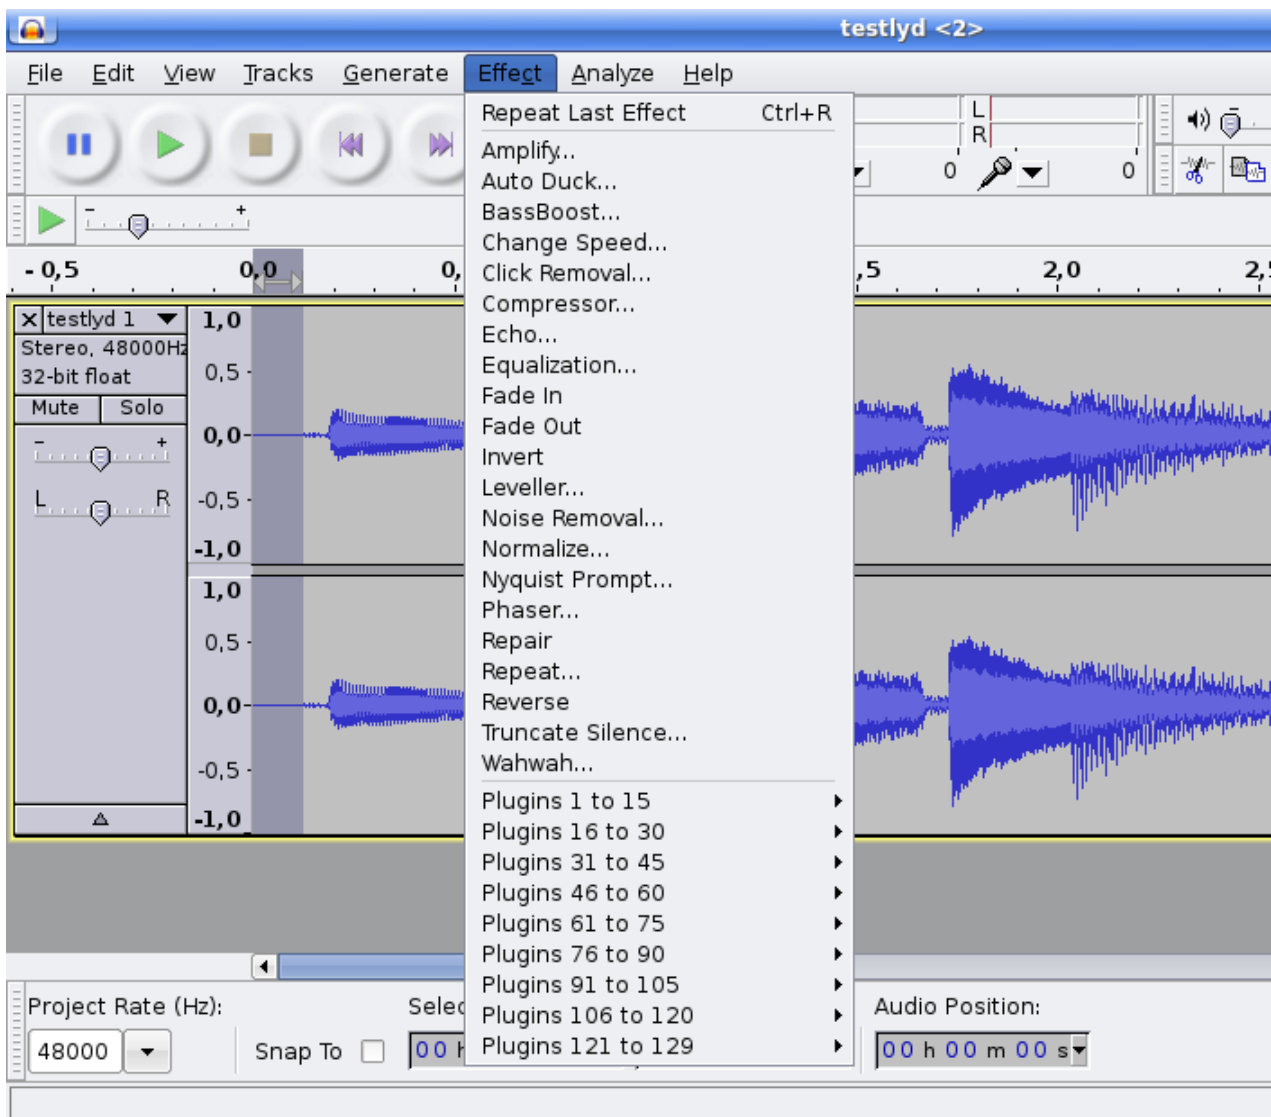 testlyd <2>
File Edit View Tracks Generate Effect Analyze Help
Repeat Last Effect Ctrl+R
Amplify...
Auto Duck...
BassBoost...
Change Speed...
Click Removal...
Compressor...
Echo...
Equalization...
Fade In
Fade Out
Invert
Leveller...
Noise Removal...
Normalize...
Nyquist Prompt...
Phaser...
Repair
Repeat...
Reverse
Truncate Silence...
Wahwah...
Plugins 1 to 15
Plugins 16 to 30
Plugins 31 to 45
Plugins 46 to 60
Plugins 61 to 75
Plugins 76 to 90
Plugins 91 to 105
Plugins 106 to 120
Plugins 121 to 129
L
R
0 0
- +
- 0,5 0,0 0, ,5 2,0 2,
testlyd 1
Stereo, 48000Hz
32-bit float
Mute Solo
- +
L R
1,0
0,5
0,0
-0,5
-1,0
1,0
0,5
0,0
-0,5
-1,0
Project Rate (Hz):
48000
Snap To
Selec
00 h
Audio Position:
00 h 00 m 00 s